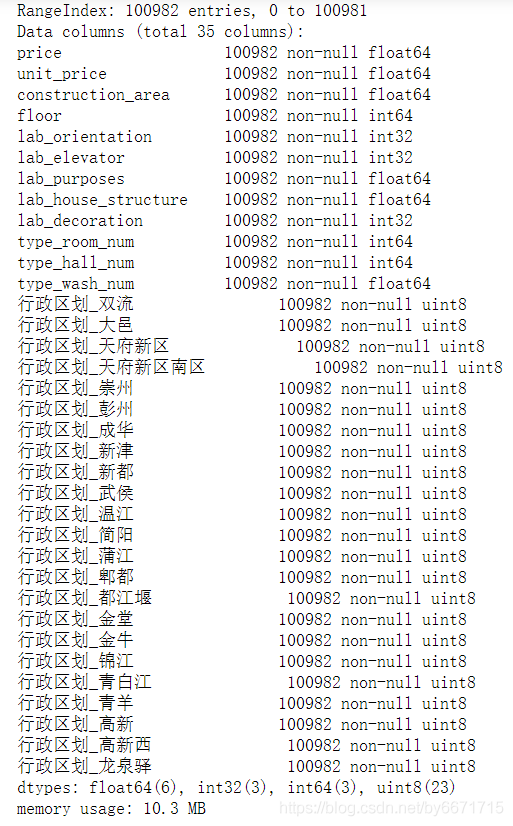 RangeIndex: 100982 entries, 0 to 100981
Data columns (total 35 columns):
price 100982 non-null float64
unit_price 100982 non-null float64
construction_area 100982 non-null float64
floor 100982 non-null int64
lab_orientation 100982 non-null int32
lab_elevator 100982 non-null int32
lab_purposes 100982 non-null float64
lab_house_structure 100982 non-null float64
lab_decoration 100982 non-null int32
type_room_num 100982 non-null int64
type_hall_num 100982 non-null int64
type_wash_num 100982 non-null float64
行政区划_双流 100982 non-null uint8
行政区划_大邑 100982 non-null uint8
行政区划_天府新区 100982 non-null uint8
行政区划_天府新区南区 100982 non-null uint8
行政区划_崇州 100982 non-null uint8
行政区划_彭州 100982 non-null uint8
行政区划_成华 100982 non-null uint8
行政区划_新津 100982 non-null uint8
行政区划_新都 100982 non-null uint8
行政区划_武侯 100982 non-null uint8
行政区划_温江 100982 non-null uint8
行政区划_简阳 100982 non-null uint8
行政区划_蒲江 100982 non-null uint8
行政区划_郫都 100982 non-null uint8
行政区划_都江堰 100982 non-null uint8
行政区划_金堂 100982 non-null uint8
行政区划_金牛 100982 non-null uint8
行政区划_锦江 100982 non-null uint8
行政区划_青白江 100982 non-null uint8
行政区划_青羊 100982 non-null uint8
行政区划_高新 100982 non-null uint8
行政区划_高新西 100982 non-null uint8
行政区划_龙泉驿 100982 non-null uint8
dtypes: float64(6), int32(3), int64(3), uint8(23)
memory usage: 10.3 MB
https://blog.csdn.net/by6671715